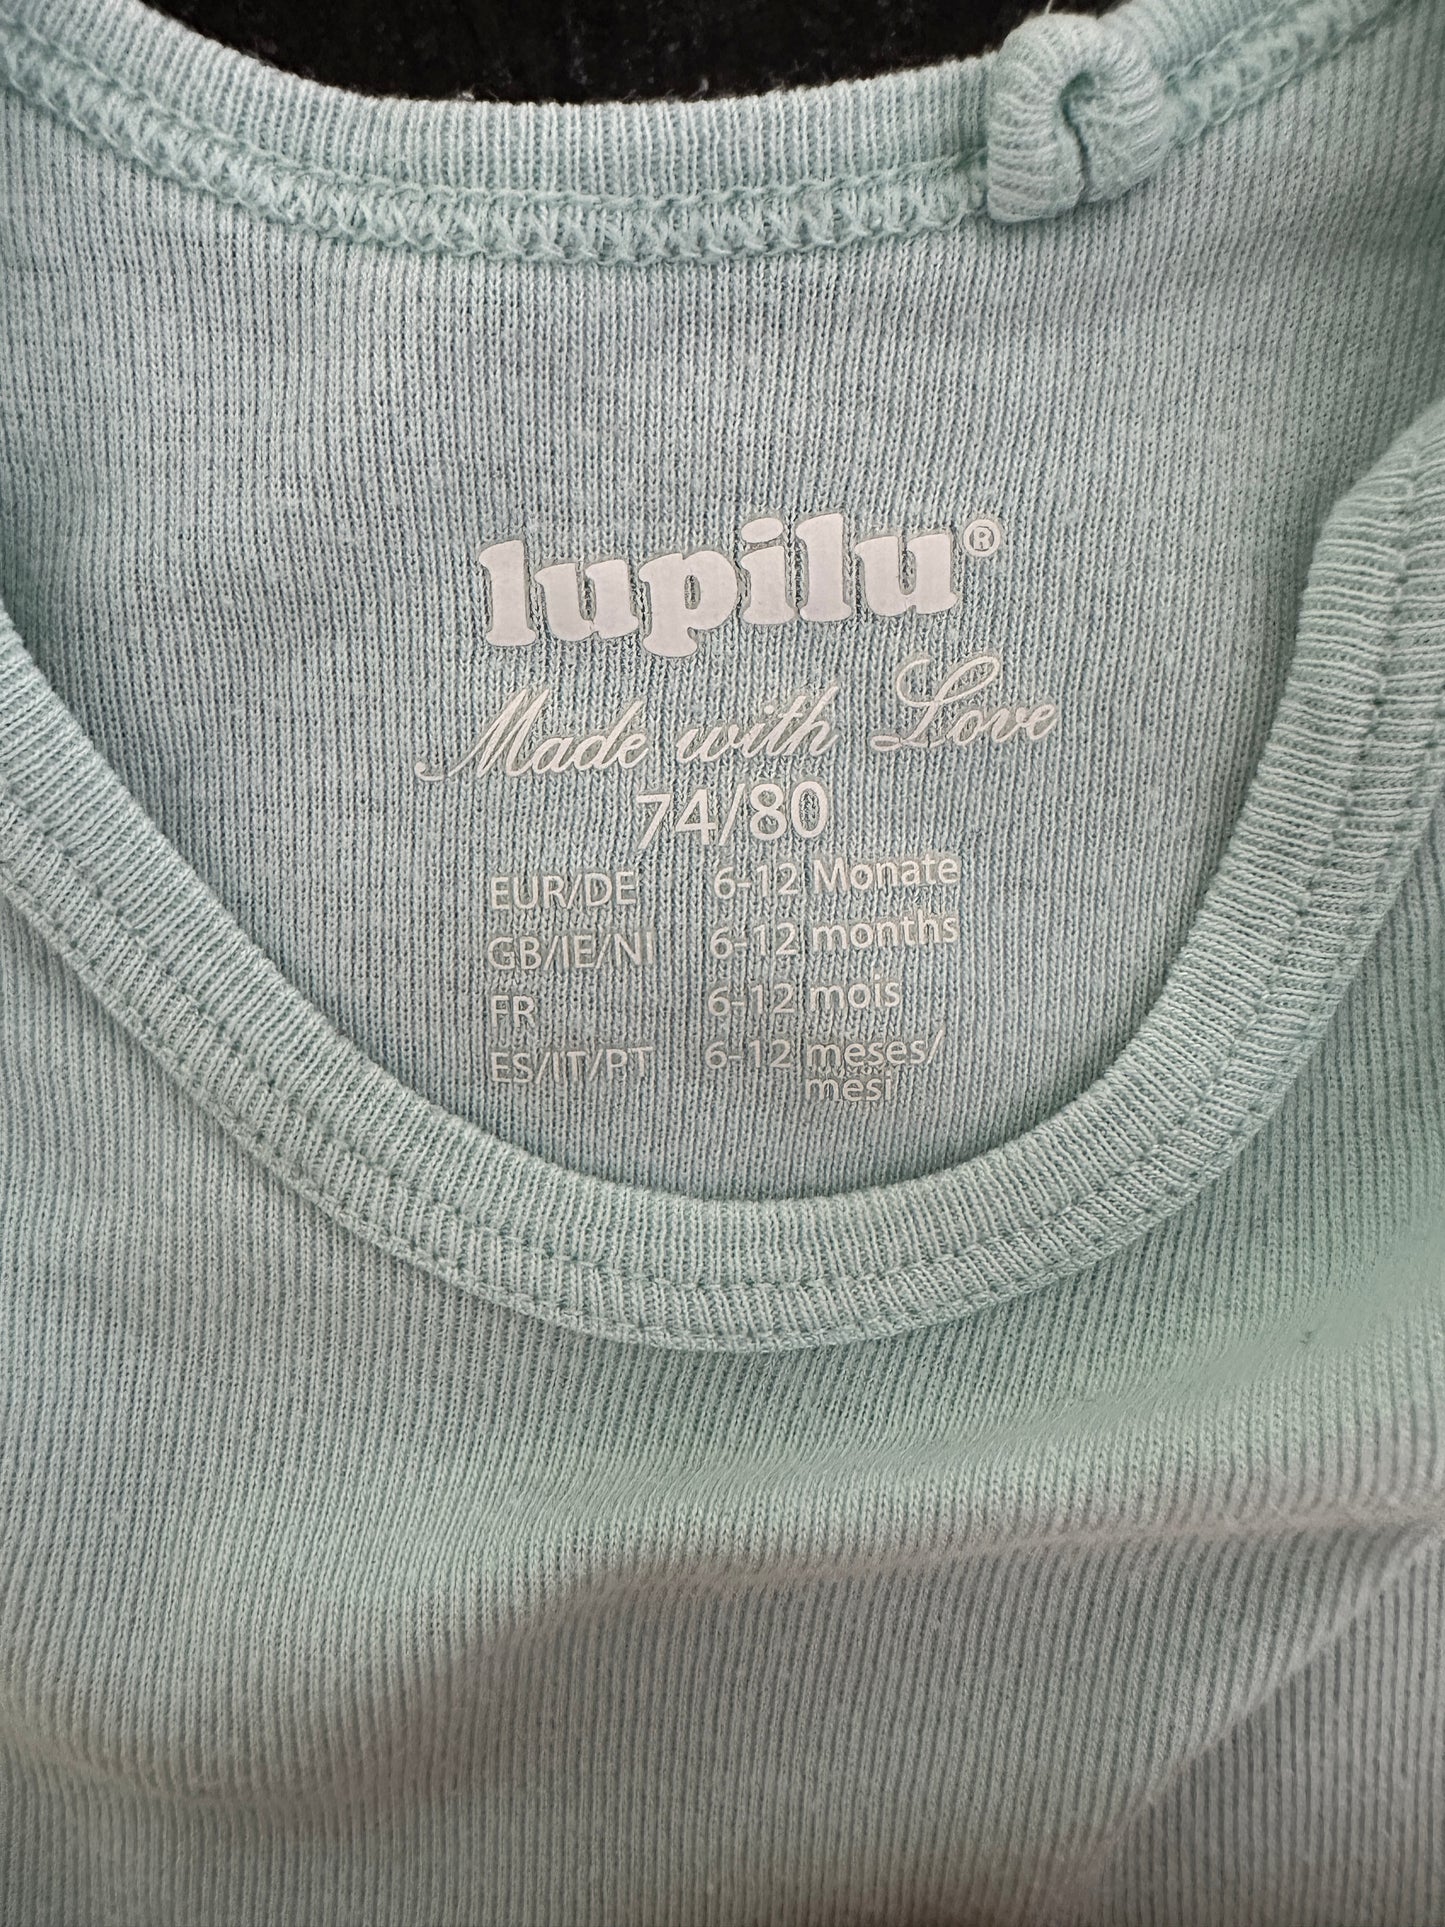 lupilu®
Made with Love
74/80
EUR/DE 6-12 Monate
GB/IE/NI 6-12 months
FR 6-12 mois
ES/IT/PT 6-12 meses/
mesi